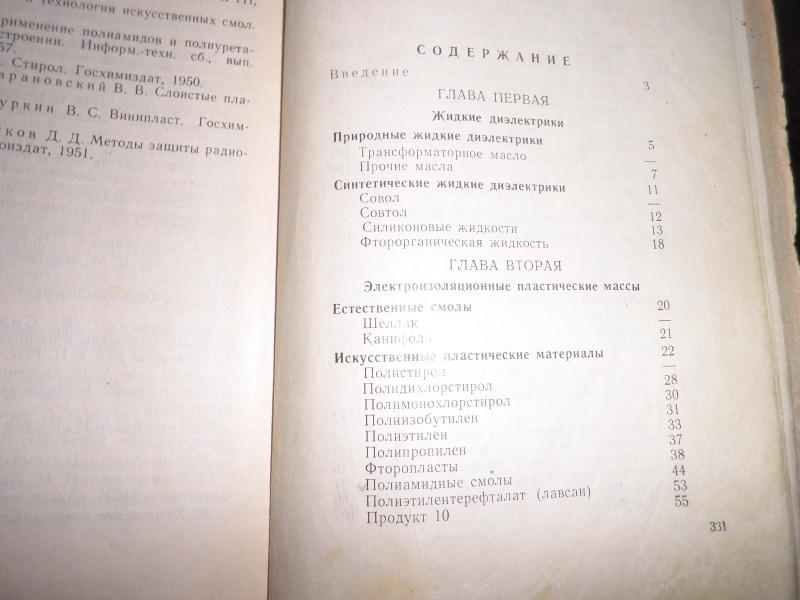 технология искусственных смол.
рименение полиамидов и полиурета-
строении. Информ.-техн. сб., вып.
57.
Стирол. Госхимиздат, 1950.
арановский В. В. Слоистые пла-
уркин В. С. Винипласт. Госхим-
ков Д. Д. Методы защиты радио-
оиздат, 1951.
СОДЕРЖАНИЕ
Введение 3
ГЛАВА ПЕРВАЯ
Жидкие диэлектрики
Природные жидкие диэлектрики 5
Трансформаторное масло —
Прочие масла 7
Синтетические жидкие диэлектрики 11
Совол —
Совтол 12
Силиконовые жидкости 13
Фторорганическая жидкость 18
ГЛАВА ВТОРАЯ
Электроизоляционные пластические массы
Естественные смолы 20
Шеллак —
Канифоль 21
Искусственные пластические материалы 22
Полистирол —
Полидихлорстирол 28
Полимонохлорстирол 30
Полиизобутилен 31
Полиэтилен 33
Полипропилен 37
Фторопласты 38
Полиамидные смолы 44
Полиэтилентерефталат (лавсан) 53
Продукт 10 55
331